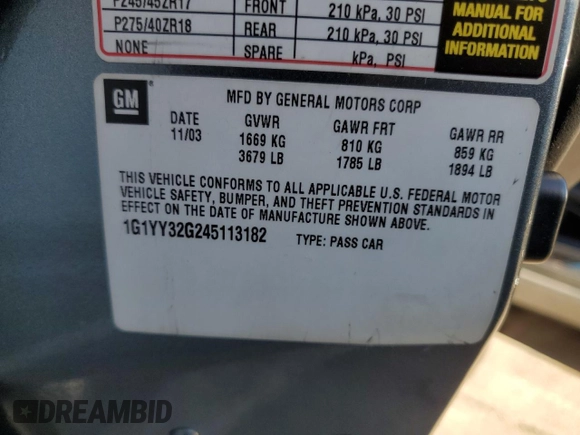 P245/45ZR17 FRONT 210 kPa, 30 PSI
P275/40ZR18 REAR 210 kPa, 30 PSI
NONE SPARE kPa, PSI
MANUAL FOR
ADDITIONAL
INFORMATION
GM
MFD BY GENERAL MOTORS CORP
DATE GVWR GAWR FRT GAWR RR
11/03 1669 KG 810 KG 859 KG
3679 LB 1785 LB 1894 LB
THIS VEHICLE CONFORMS TO ALL APPLICABLE U.S. FEDERAL MOTOR
VEHICLE SAFETY, BUMPER, AND THEFT PREVENTION STANDARDS IN
EFFECT ON THE DATE OF MANUFACTURE SHOWN ABOVE.
1G1YY32G245113182 TYPE: PASS CAR
DREAMBID